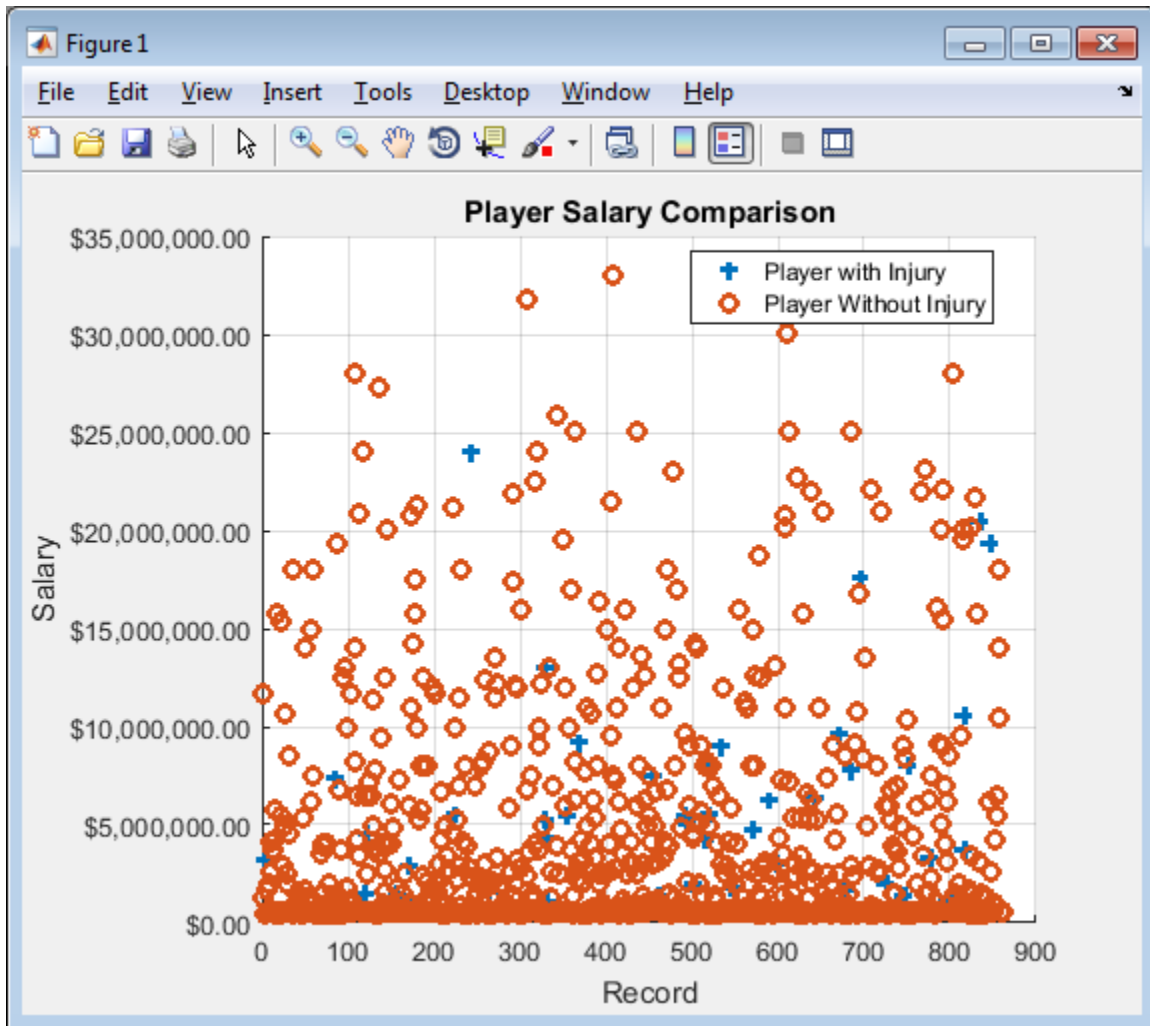 Figure 1
File Edit View Insert Tools Desktop Window Help
Player Salary Comparison
Player with Injury
Player Without Injury
$35,000,000.00
$30,000,000.00
$25,000,000.00
$20,000,000.00
$15,000,000.00
$10,000,000.00
$5,000,000.00
$0.00
Salary
0 100 200 300 400 500 600 700 800 900
Record